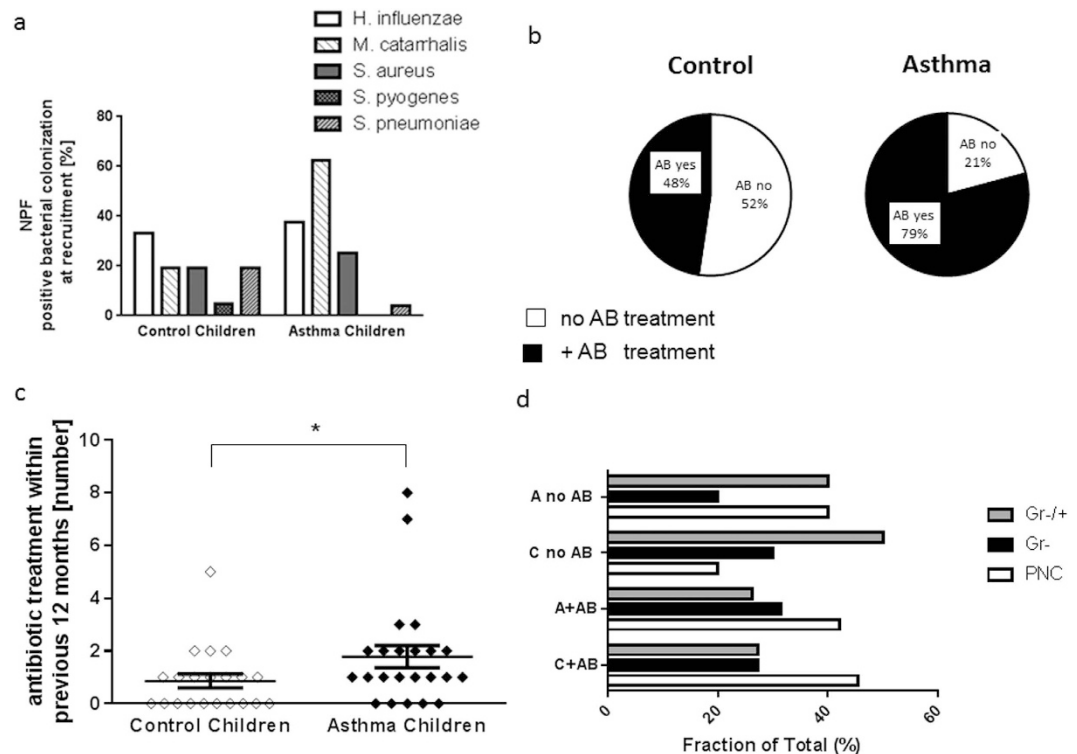 a
H. influenzae
M. catarrhalis
S. aureus
S. pyogenes
S. pneumoniae
NPF
positive bacterial colonization
at recruitment [%]
80
60
40
20
0
Control Children
Asthma Children
b
Control
Asthma
AB yes
48%
AB no
52%
AB no
21%
AB yes
79%
no AB treatment
+ AB treatment
c
antibiotic treatment within
previous 12 months [number]
10
8
6
4
2
0
*
Control Children
Asthma Children
d
A no AB
C no AB
A+AB
C+AB
Gr-/+
Gr-
PNC
0
20
40
60
Fraction of Total (%)